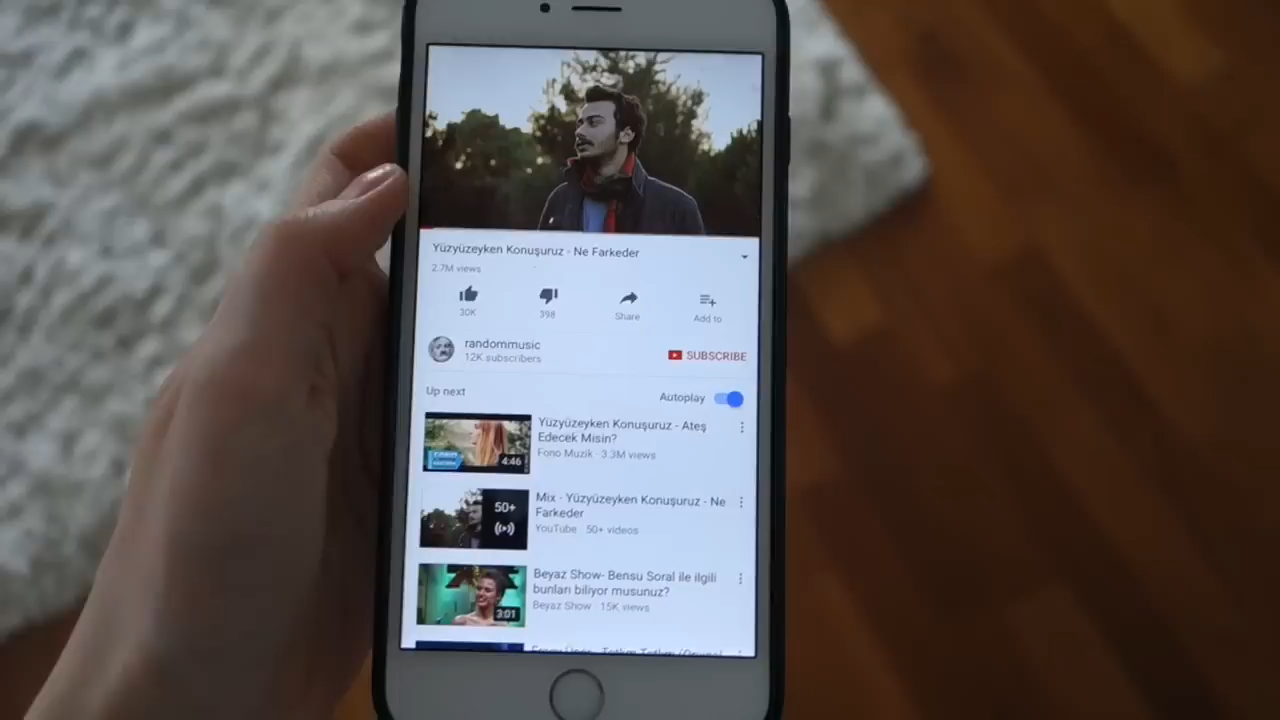 Yüzyüzeyken Konuşuruz - Ne Farkeder
2.7M views
30K
398
Share
Add to
randommusic
12K subscribers
SUBSCRIBE
Up next
Autoplay
4:46
Yüzyüzeyken Konuşuruz - Ateş
Edecek Misin?
Fono Muzik · 3.3M views
50+
Mix - Yüzyüzeyken Konuşuruz - Ne
Farkeder
YouTube · 50+ videos
3:01
Beyaz Show- Bensu Soral ile ilgili
bunları biliyor musunuz?
Beyaz Show · 15K views